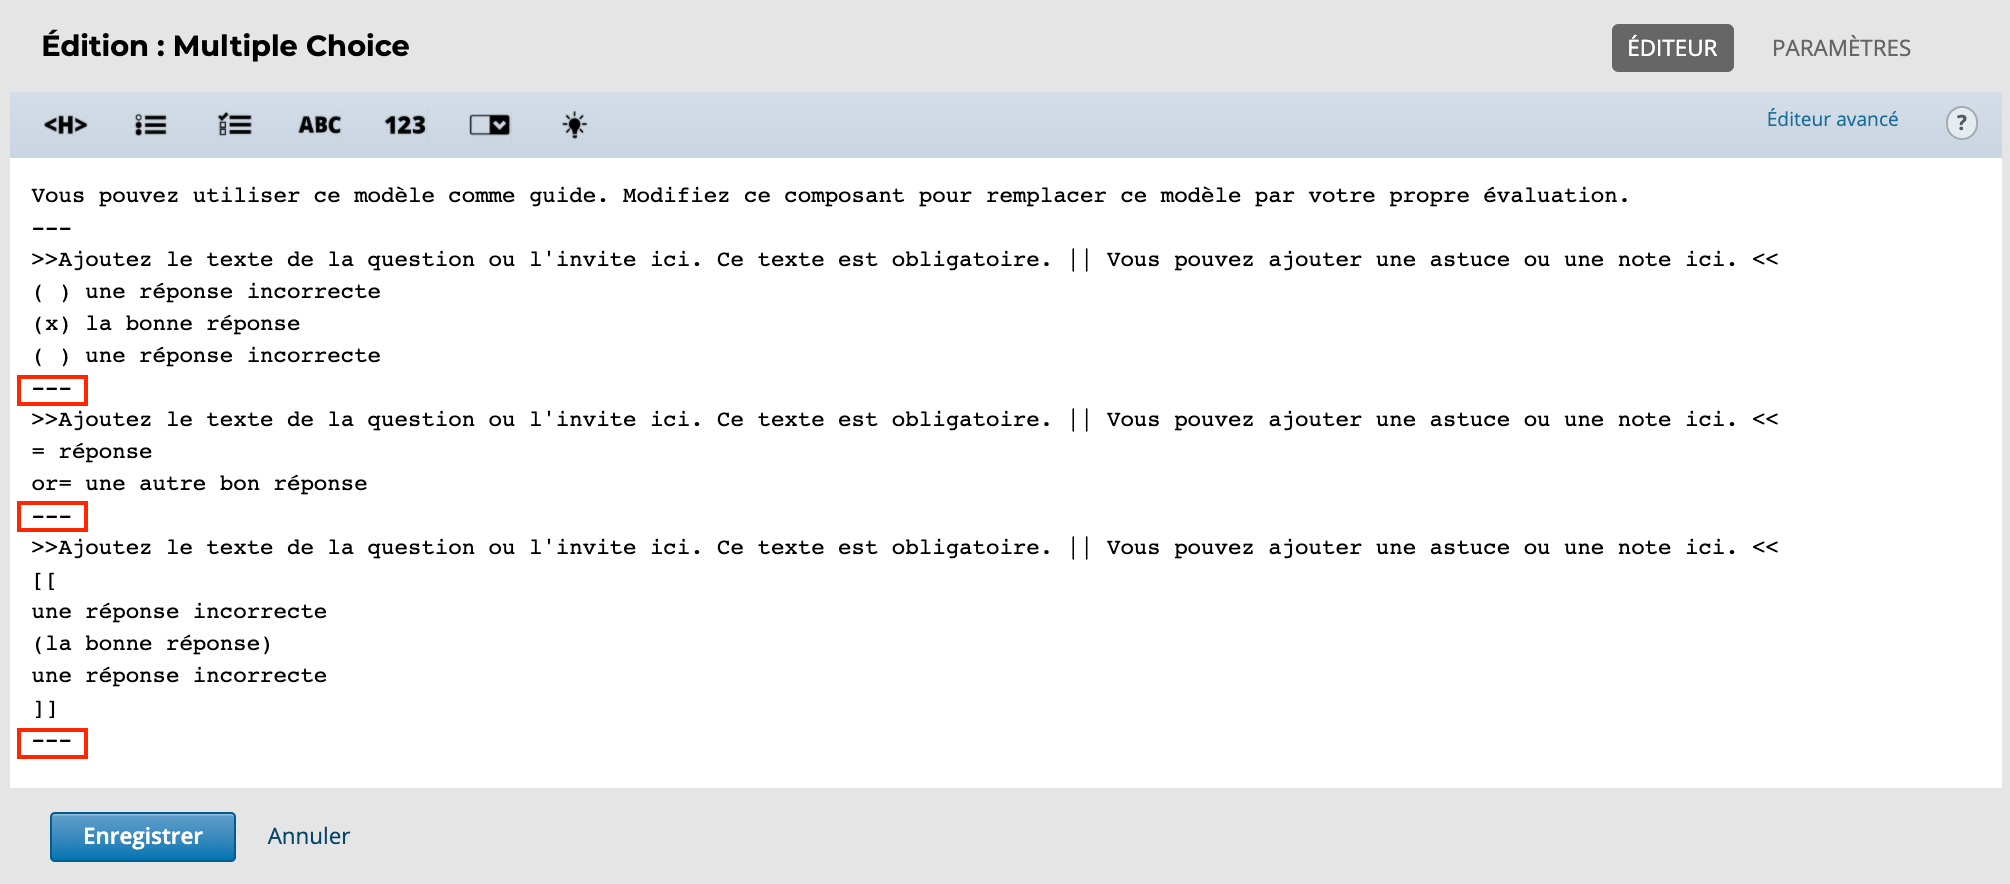 Édition : Multiple Choice
ÉDITEUR
PARAMÈTRES
<H>
ABC
123
Éditeur avancé
?
Vous pouvez utiliser ce modèle comme guide. Modifiez ce composant pour remplacer ce modèle par votre propre évaluation.
---
>>Ajoutez le texte de la question ou l'invite ici. Ce texte est obligatoire. || Vous pouvez ajouter une astuce ou une note ici. <<
( ) une réponse incorrecte
(x) la bonne réponse
( ) une réponse incorrecte
---
>>Ajoutez le texte de la question ou l'invite ici. Ce texte est obligatoire. || Vous pouvez ajouter une astuce ou une note ici. <<
= réponse
or= une autre bon réponse
---
>>Ajoutez le texte de la question ou l'invite ici. Ce texte est obligatoire. || Vous pouvez ajouter une astuce ou une note ici. <<
[[
une réponse incorrecte
(la bonne réponse)
une réponse incorrecte
]]
---
Enregistrer
Annuler